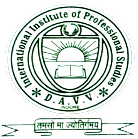 International Institute of Professional Studies
D.A.V.V.
तमसो मा ज्योतिर्गमय